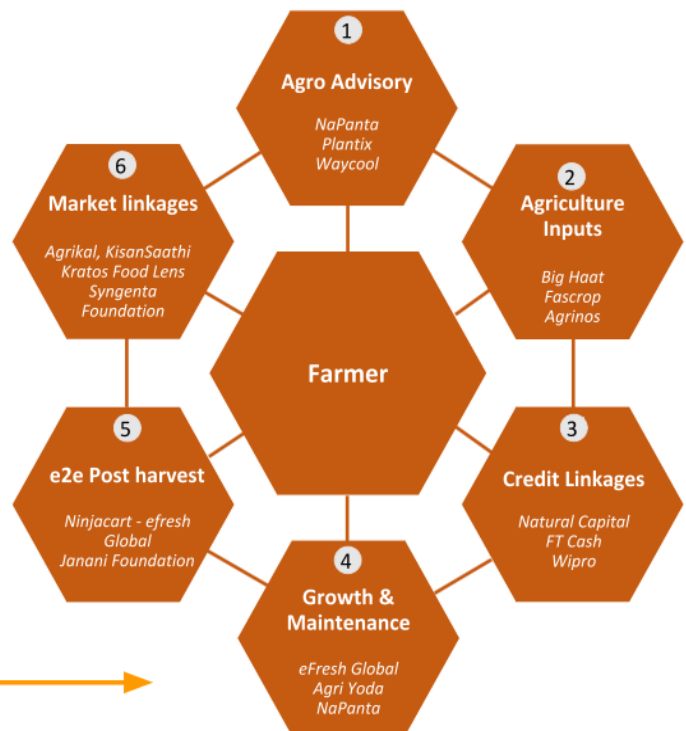 1
Agro Advisory
NaPanta
Plantix
Waycool
2
Agriculture
Inputs
Big Haat
Fascrop
Agrinos
3
Credit Linkages
Natural Capital
FT Cash
Wipro
4
Growth &
Maintenance
eFresh Global
Agri Yoda
NaPanta
5
e2e Post harvest
Ninjacart - efresh
Global
Janani Foundation
6
Market linkages
Agrikal, KisanSaathi
Kratos Food Lens
Syngenta
Foundation
Farmer